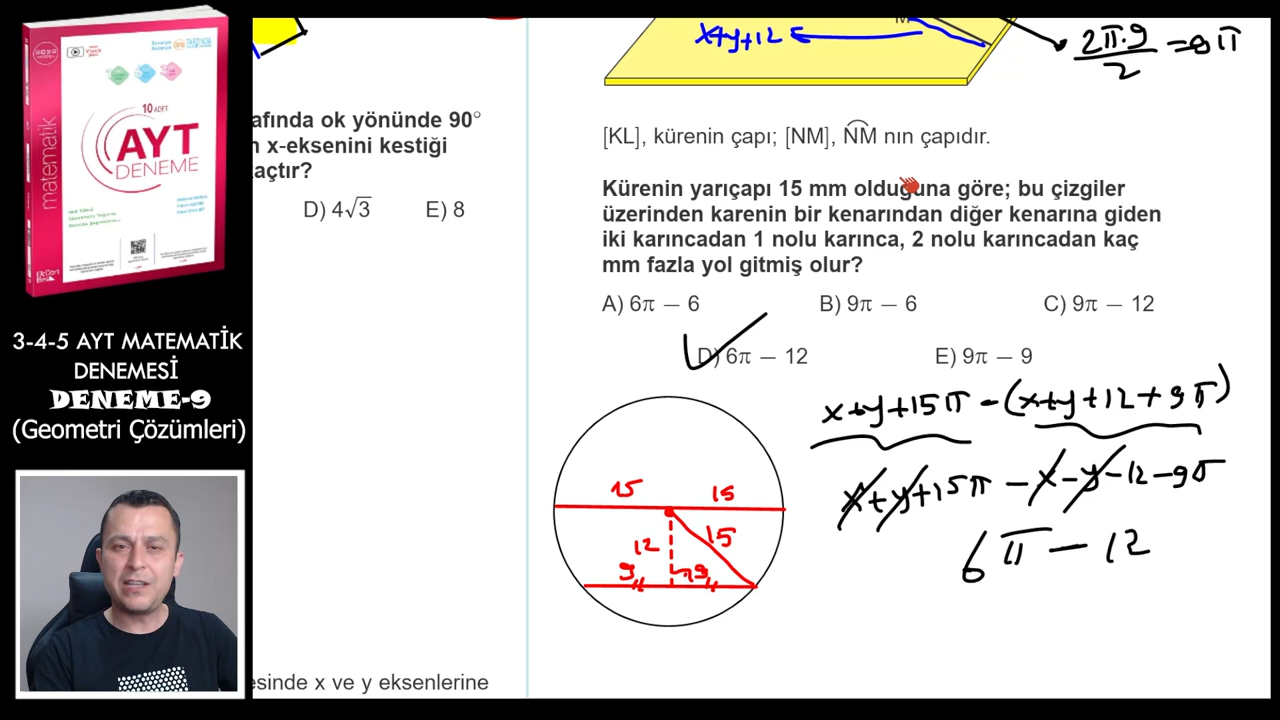 10 ADET
AYT
DENEME
matematik
3-4-5 AYT MATEMATİK
DENEMESİ
DENEME-9
(Geometri Çözümleri)
afında ok yönünde 90°
n x-eksenini kestiği
açtır?
D) 4√3 E) 8
esinde x ve y eksenlerine
M
x+y+12
2π.9/2 = 9π
[KL], kürenin çapı; [NM], NM nın çapıdır.
Kürenin yarıçapı 15 mm olduğuna göre; bu çizgiler
üzerinden karenin bir kenarından diğer kenarına giden
iki karıncadan 1 nolu karınca, 2 nolu karıncadan kaç
mm fazla yol gitmiş olur?
A) 6π − 6 B) 9π − 6 C) 9π − 12
D) 6π − 12 E) 9π − 9
x+y+15π - (x+y+12+9π)
x+y+15π - x - y - 12 - 9π
6π - 12
15 15
12 15
9 9